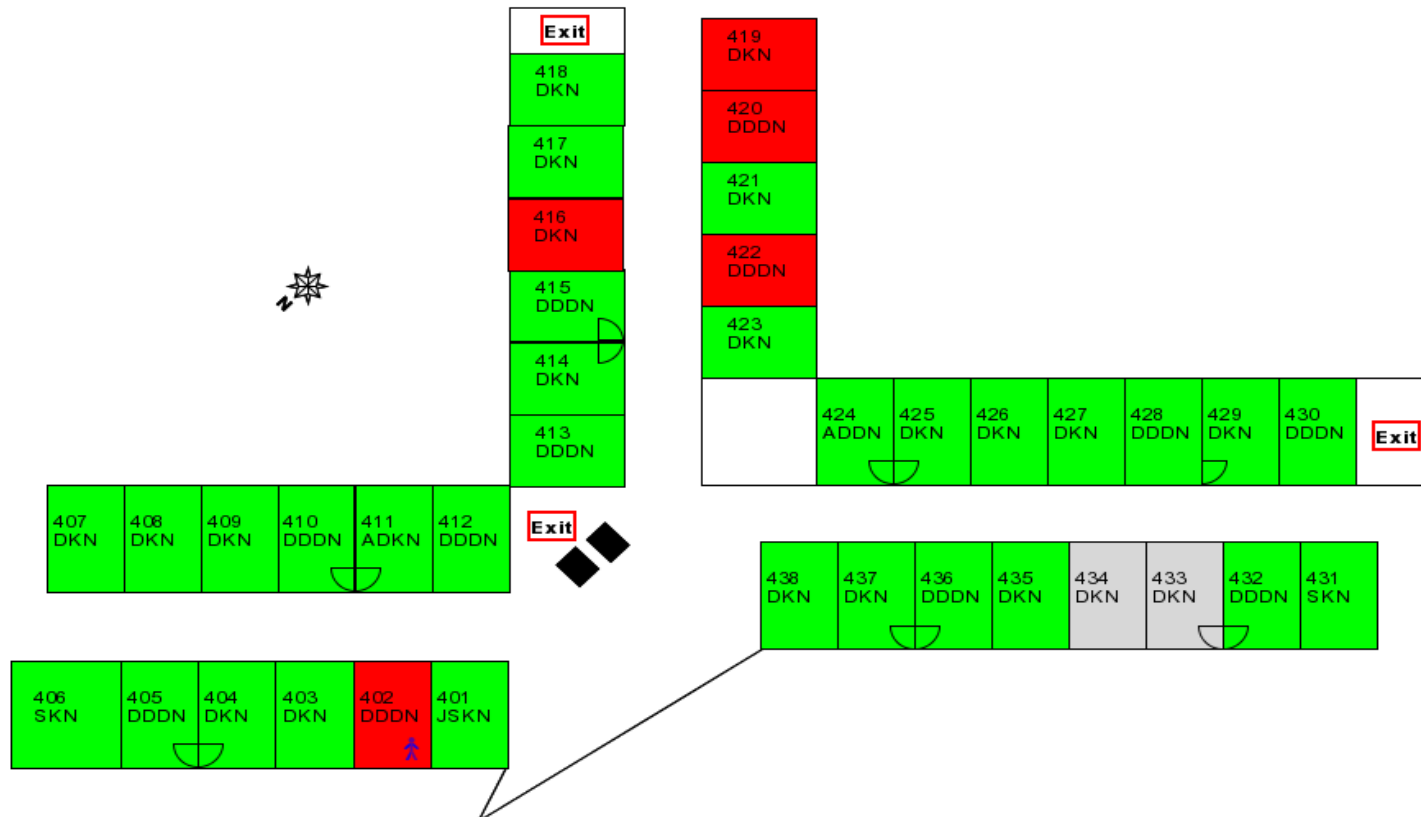 Exit
418
DKN
417
DKN
416
DKN
415
DDDN
414
DKN
413
DDDN
419
DKN
420
DDDN
421
DKN
422
DDDN
423
DKN
N
424
ADDN
425
DKN
426
DKN
427
DKN
428
DDDN
429
DKN
430
DDDN
Exit
407
DKN
408
DKN
409
DKN
410
DDDN
411
ADKN
412
DDDN
Exit
438
DKN
437
DKN
436
DDDN
435
DKN
434
DKN
433
DKN
432
DDDN
431
SKN
406
SKN
405
DDDN
404
DKN
403
DKN
402
DDDN
401
JSKN